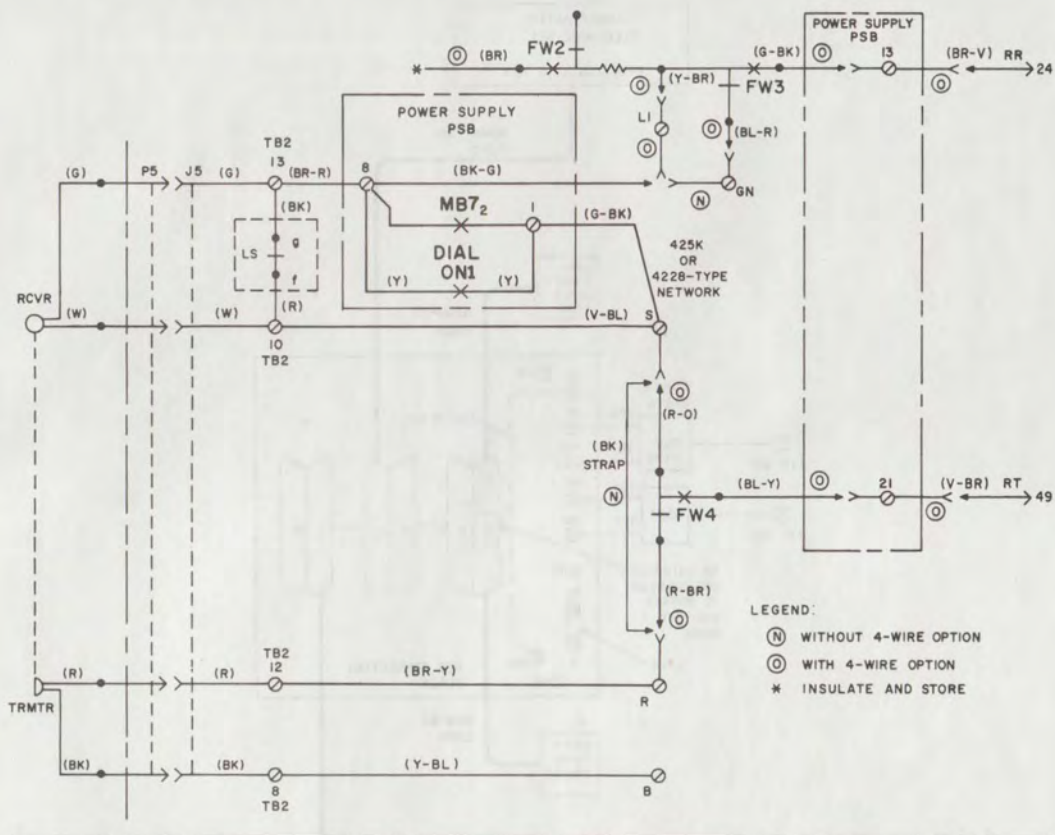 POWER SUPPLY
PSB
FW2
O
(BR)
*
(G-BK)
O
13
(BR-V)
RR
24
O
(Y-BR)
FW3
O
L1
O
O
(BL-R)
GN
N
POWER SUPPLY
PSB
TB2
13
(G)
P5
J5
(G)
(BR-R)
8
(BK-G)
(BK)
MB7₂
1
(G-BK)
LS
g
f
DIAL
ON1
(Y)
(Y)
425K
OR
4228-TYPE
NETWORK
RCVR
(W)
(W)
(R)
(V-BL)
S
10
TB2
O
(R-O)
(BK)
STRAP
N
(BL-Y)
O
21
(V-BR)
RT
49
O
FW4
(R-BR)
O
LEGEND:
N WITHOUT 4-WIRE OPTION
O WITH 4-WIRE OPTION
* INSULATE AND STORE
TB2
12
(R)
(R)
(BR-Y)
R
TRMTR
(BK)
(BK)
(Y-BL)
B
8
TB2